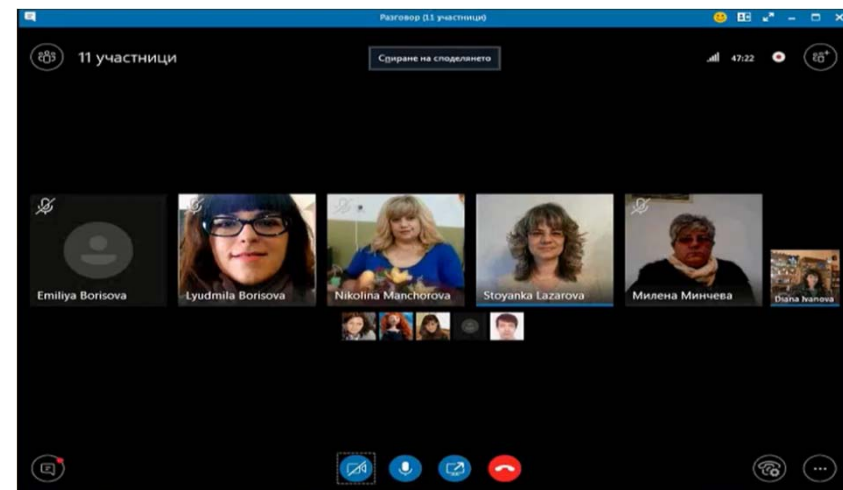 Разговор (11 участници)
11 участници
Спиране на споделянето
47:22
Emiliya Borisova
Lyudmila Borisova
Nikolina Manchorova
Stoyanka Lazarova
Милена Минчева
Diana Ivanova